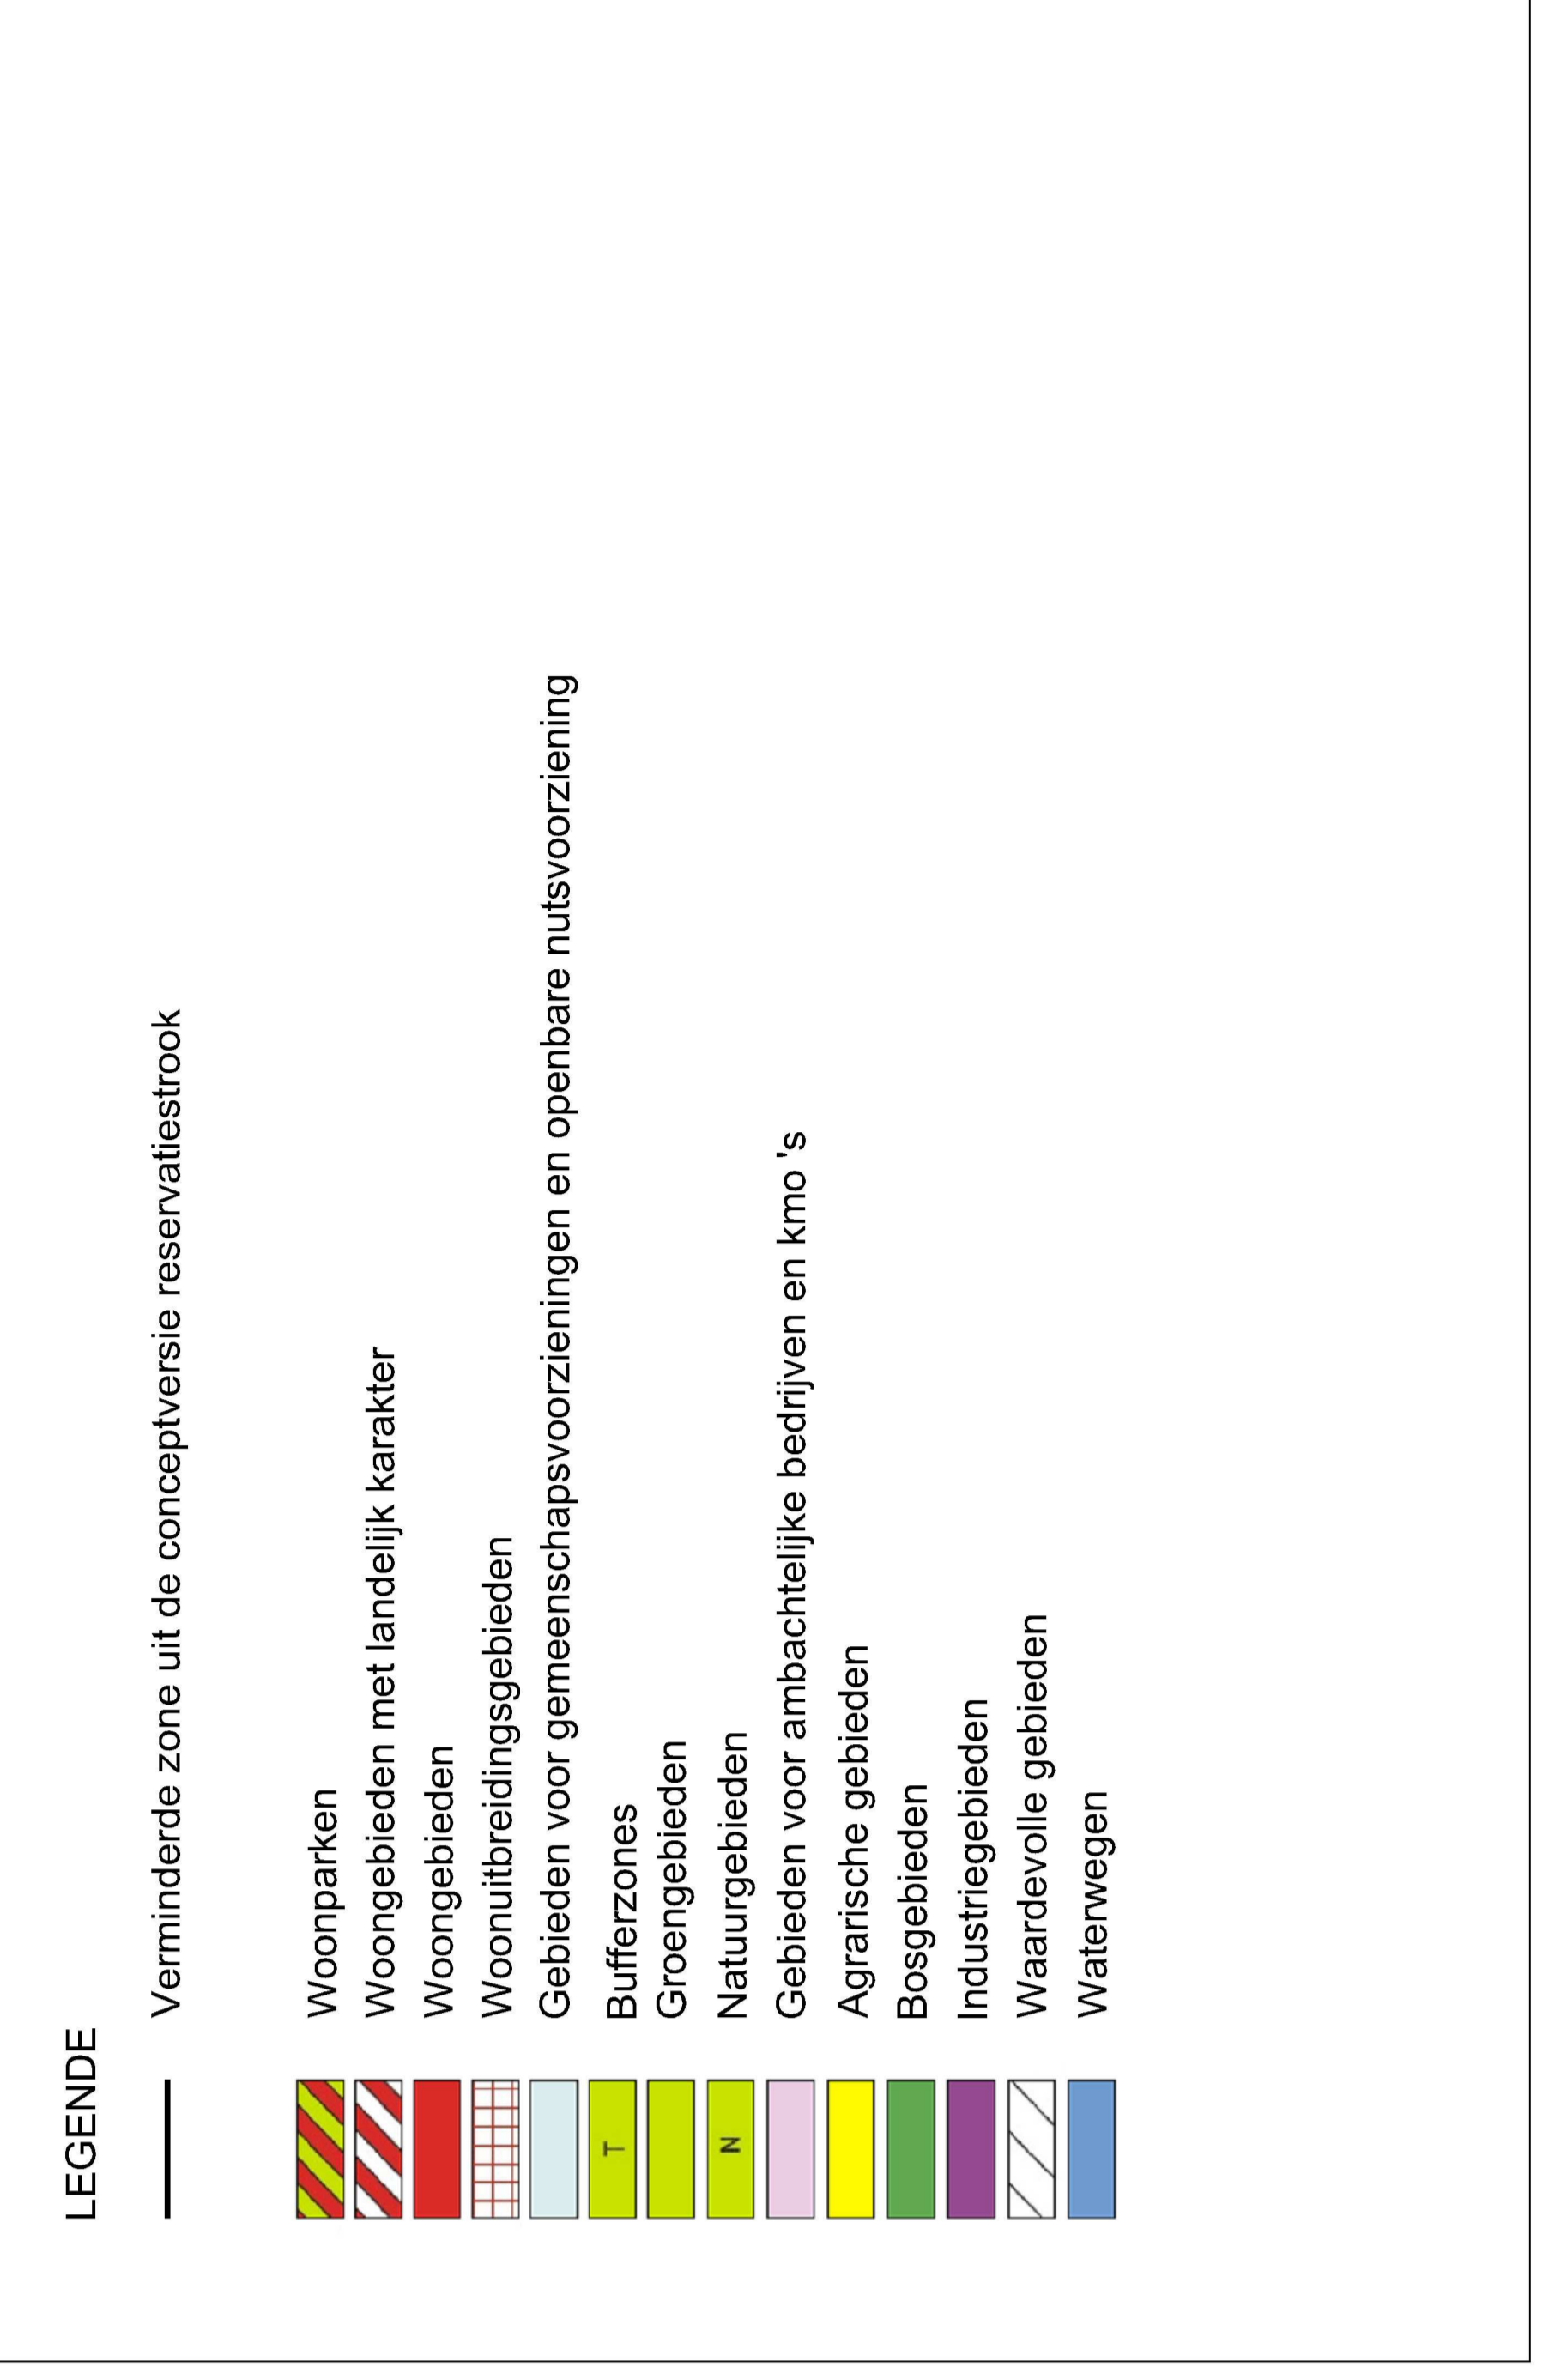 LEGENDE
Verminderde zone uit de conceptversie reservatiestrook
Woonparken
Woongebieden met landelijk karakter
Woongebieden
Woonuitbreidingsgebieden
Gebieden voor gemeenschapsvoorzieningen en openbare nutsvoorziening
T Bufferzones
Groengebieden
N Natuurgebieden
Gebieden voor ambachtelijke bedrijven en kmo 's
Agrarische gebieden
Bosgebieden
Industriegebieden
Waardevolle gebieden
Waterwegen